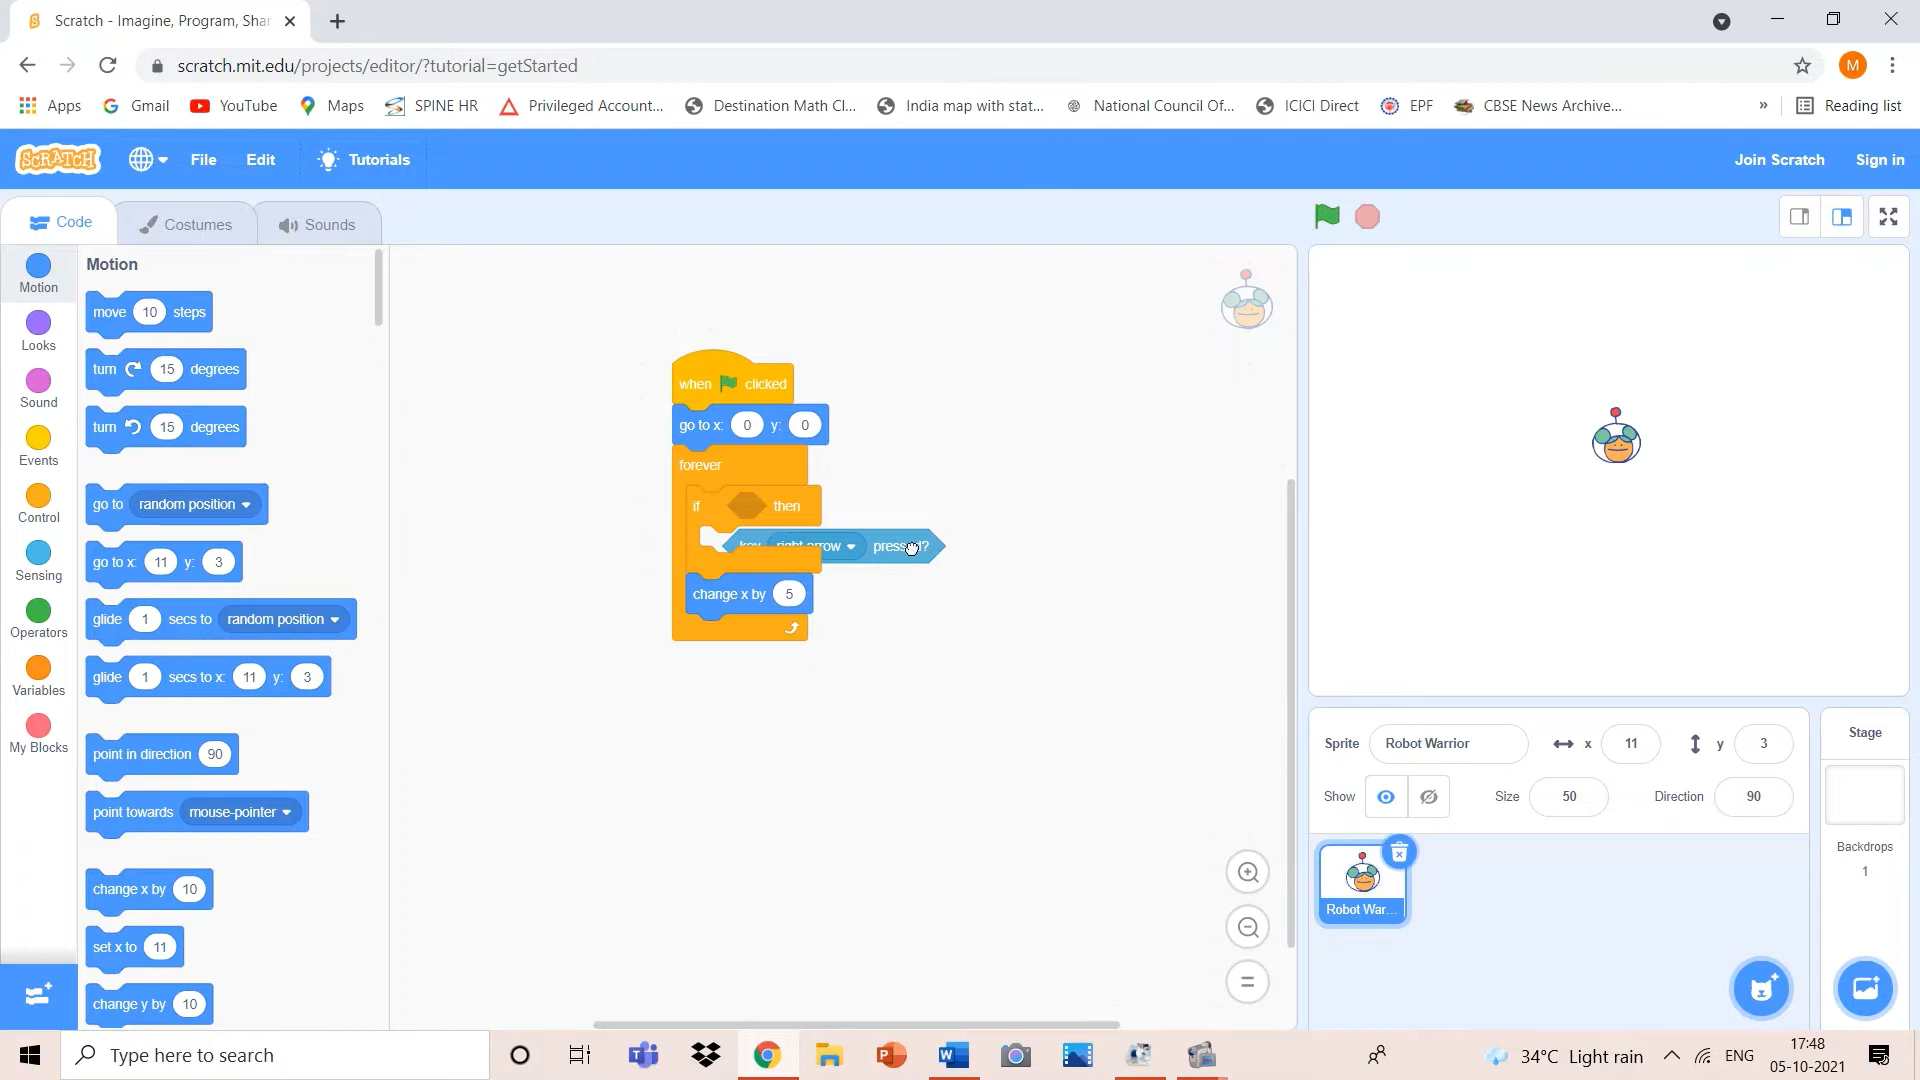 Scratch - Imagine, Program, Shar
scratch.mit.edu/projects/editor/?tutorial=getStarted
M
Apps Gmail YouTube Maps SPINE HR Privileged Account... Destination Math Cl... India map with stat... National Council Of... ICICI Direct EPF CBSE News Archive... » Reading list
SCRATCH File Edit Tutorials Join Scratch Sign in
Code Costumes Sounds
Motion
Looks
Sound
Events
Control
Sensing
Operators
Variables
My Blocks
Motion
move 10 steps
turn 15 degrees
turn 15 degrees
go to random position
go to x: 11 y: 3
glide 1 secs to random position
glide 1 secs to x: 11 y: 3
point in direction 90
point towards mouse-pointer
change x by 10
set x to 11
change y by 10
when clicked
go to x: 0 y: 0
forever
if then
key right arrow pressed?
change x by 5
Sprite Robot Warrior x 11 y 3
Show Size 50 Direction 90
Robot War...
Stage
Backdrops
1
Type here to search
34°C Light rain ENG
17:48
05-10-2021